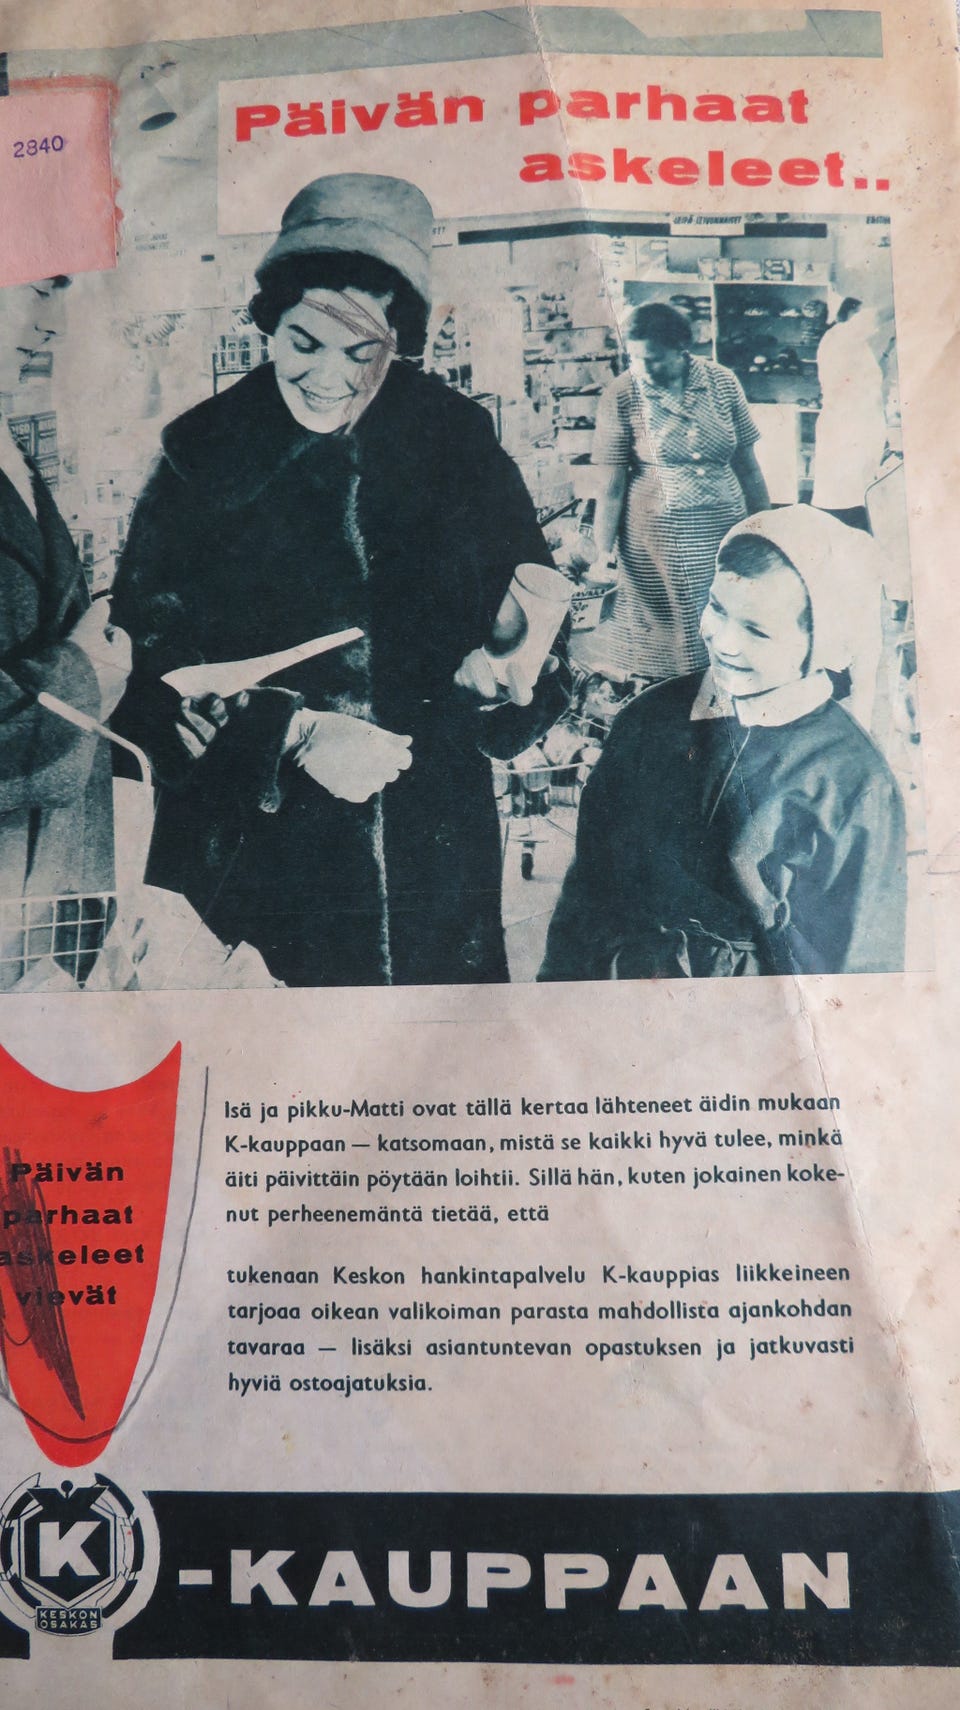 Päivän parhaat
askeleet..
2840
LEIPÄ LEIVONNAISET
Isä ja pikku-Matti ovat tällä kertaa lähteneet äidin mukaan
K-kauppaan — katsomaan, mistä se kaikki hyvä tulee, minkä
äiti päivittäin pöytään loihtii. Sillä hän, kuten jokainen koke-
nut perheenemäntä tietää, että
tukenaan Keskon hankintapalvelu K-kauppias liikkeineen
tarjoaa oikean valikoiman parasta mahdollista ajankohdan
tavaraa — lisäksi asiantuntevan opastuksen ja jatkuvasti
hyviä ostoajatuksia.
Päivän
parhaat
askeleet
vievät
K
KESKON
OSAKAS
-KAUPPAAN